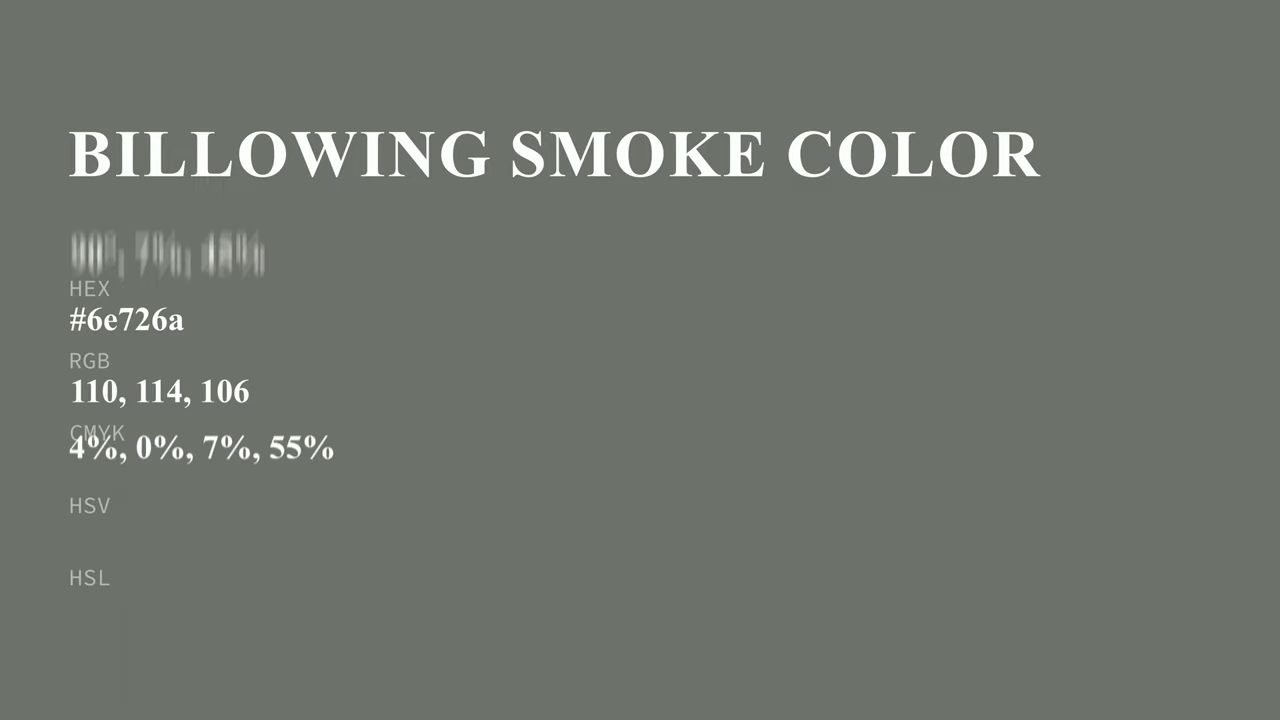 BILLOWING SMOKE COLOR
HEX
#6e726a
RGB
110, 114, 106
CMYK
4%, 0%, 7%, 55%
HSV
HSL